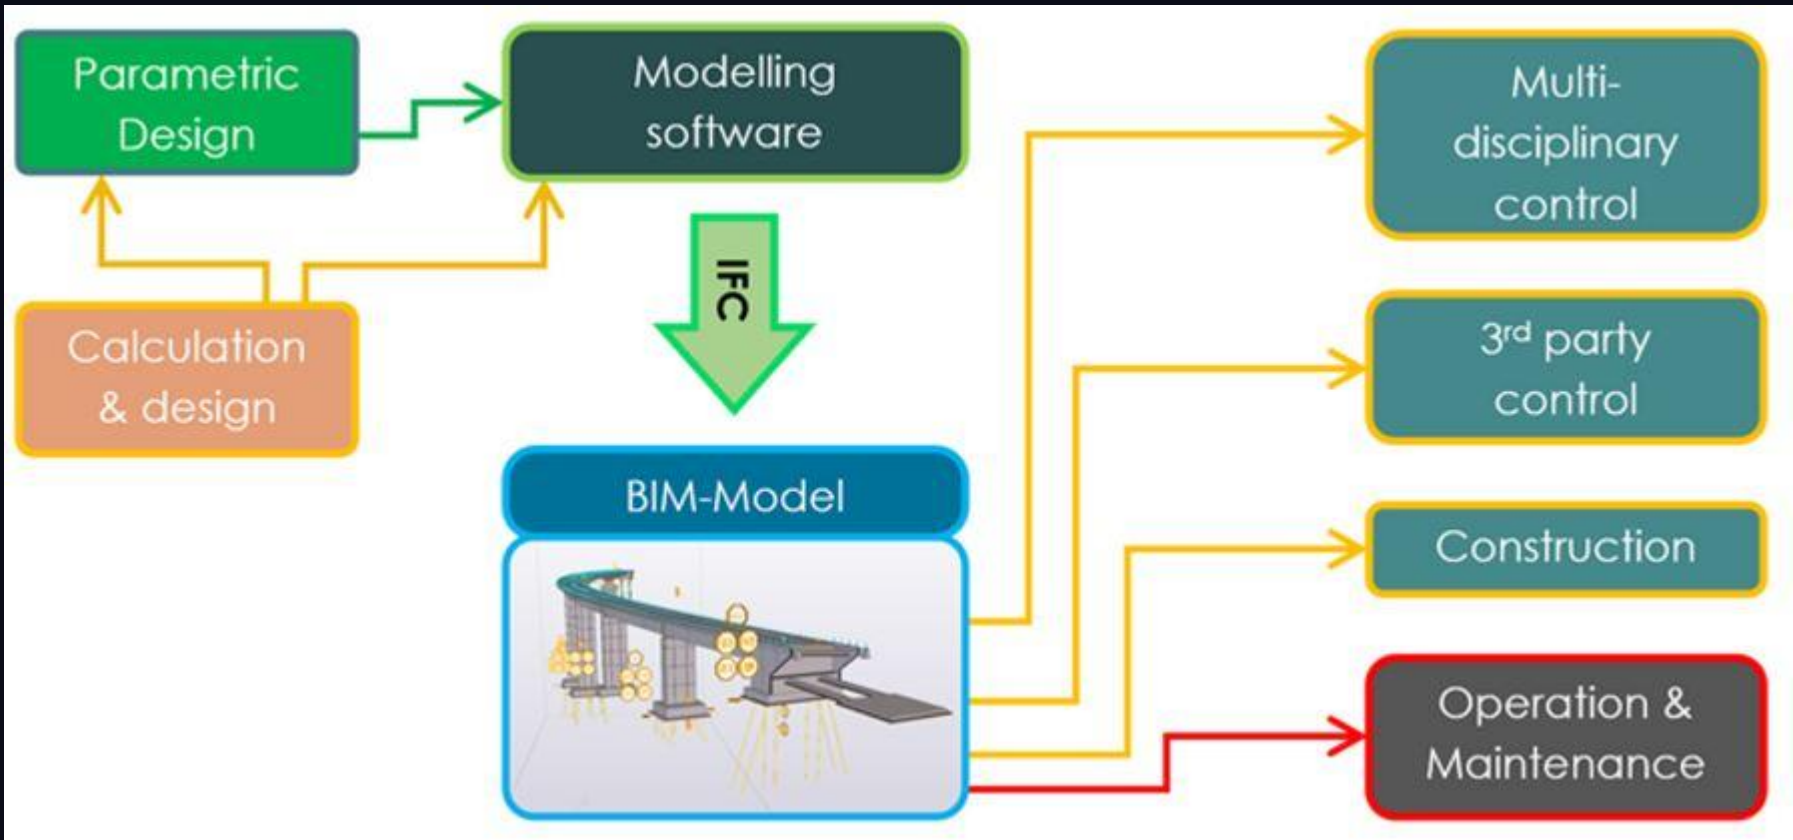 Parametric
Design
Modelling
software
Multi-
disciplinary
control
IFC
Calculation
& design
3rd party
control
BIM-Model
Construction
Operation &
Maintenance